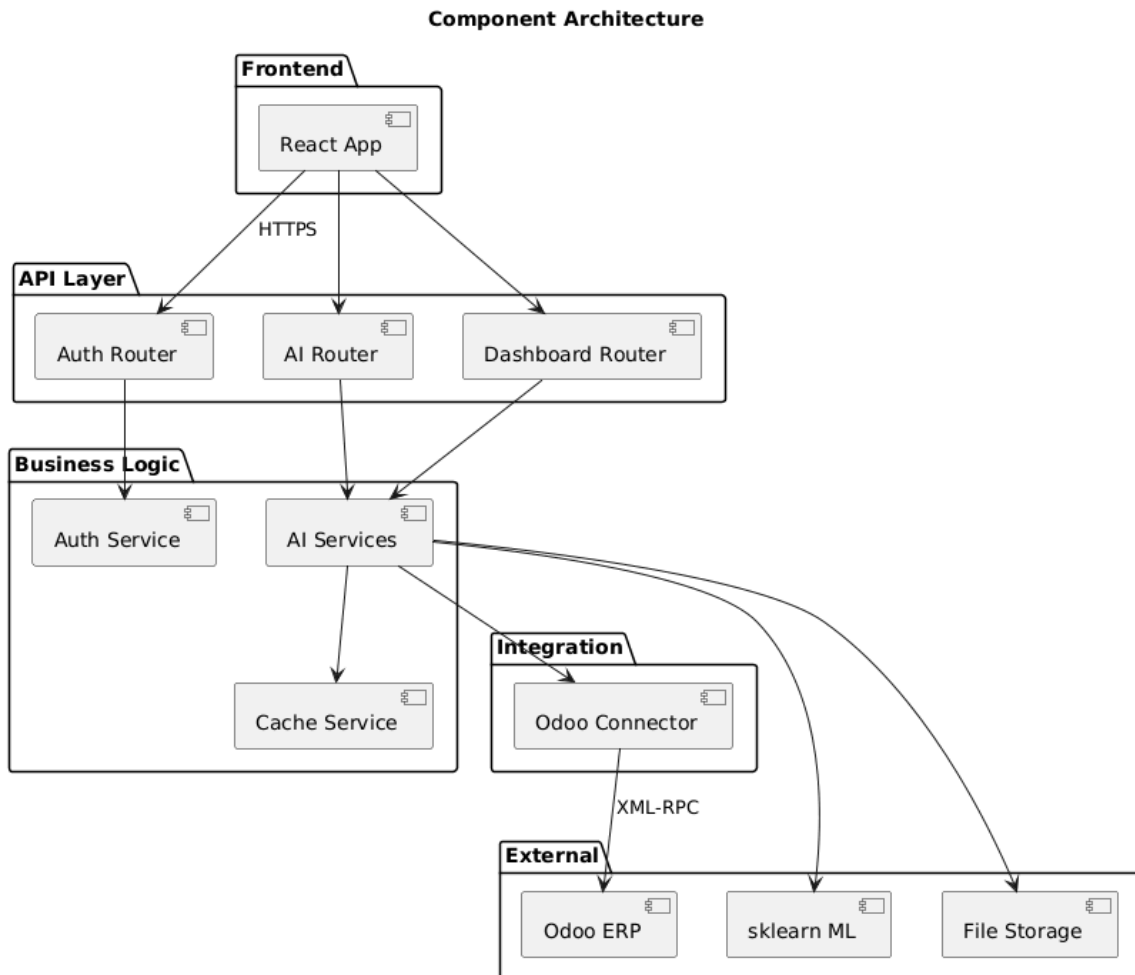 Component Architecture
Frontend
React App
HTTPS
API Layer
Auth Router
AI Router
Dashboard Router
Business Logic
Auth Service
AI Services
Integration
Cache Service
Odoo Connector
XML-RPC
External
Odoo ERP
sklearn ML
File Storage